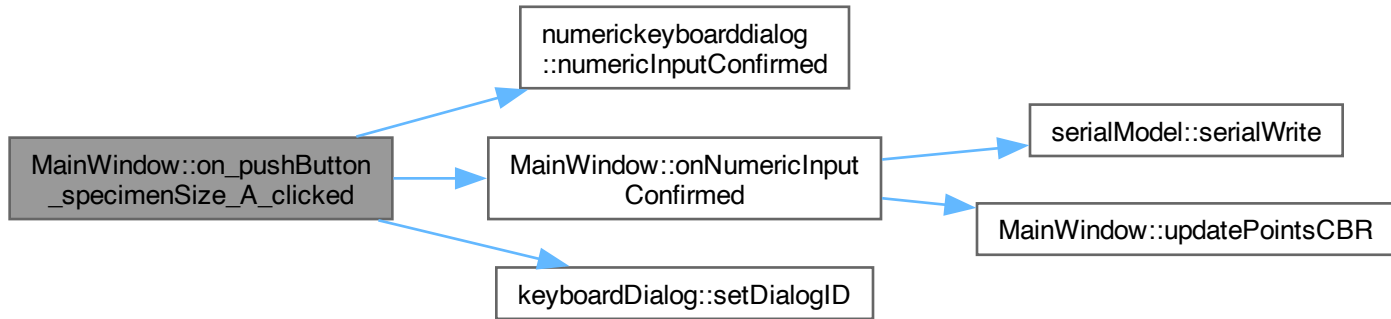 numerickeyboarddialog
::numericInputConfirmed
MainWindow::on_pushButton
_specimenSize_A_clicked
MainWindow::onNumericInput
Confirmed
serialModel::serialWrite
MainWindow::updatePointsCBR
keyboardDialog::setDialogID